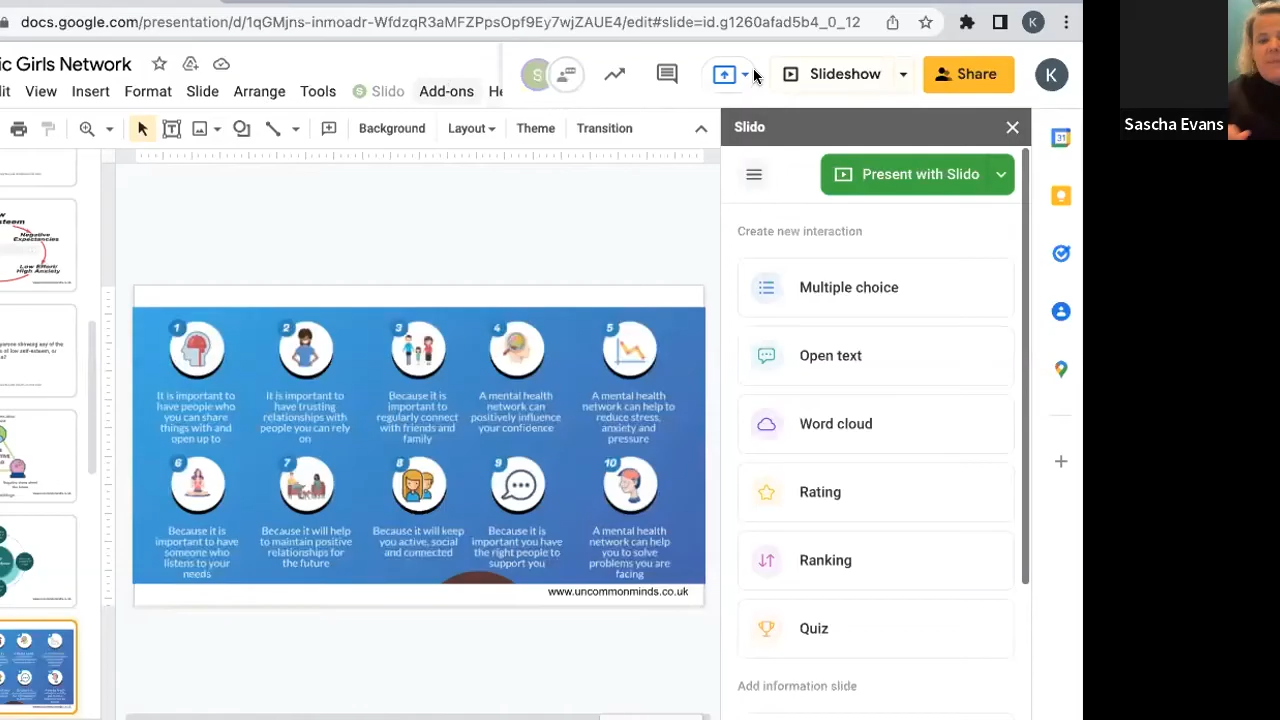 docs.google.com/presentation/d/1qGMjns-inmoadr-WfdzqR3aMFZPpsOpf9Ey7wjZAUE4/edit#slide=id.g1260afad5b4_0_12
K
ic Girls Network
S
Slideshow
Share
K
dit View Insert Format Slide Arrange Tools Slido Add-ons He
Background Layout Theme Transition
Slido
31
Sascha Evans
Present with Slido
Create new interaction
Multiple choice
Open text
Word cloud
Rating
Ranking
Quiz
Add information slide
Negative
Expectancies
Low Effort/
High Anxiety
1
It is important to
have people who
you can share
things with and
open up to
2
It is important to
have trusting
relationships with
people you can rely
on
3
Because it is
important to
regularly connect
with friends and
family
4
A mental health
network can
positively influence
your confidence
5
A mental health
network can help to
reduce stress,
anxiety and
pressure
6
Because it is
important to have
someone who
listens to your
needs
7
Because it will help
to maintain positive
relationships for
the future
8
Because it will keep
you active, social
and connected
9
Because it is
important you have
the right people to
support you
10
A mental health
network can help
you to solve
problems you are
facing
www.uncommonminds.co.uk